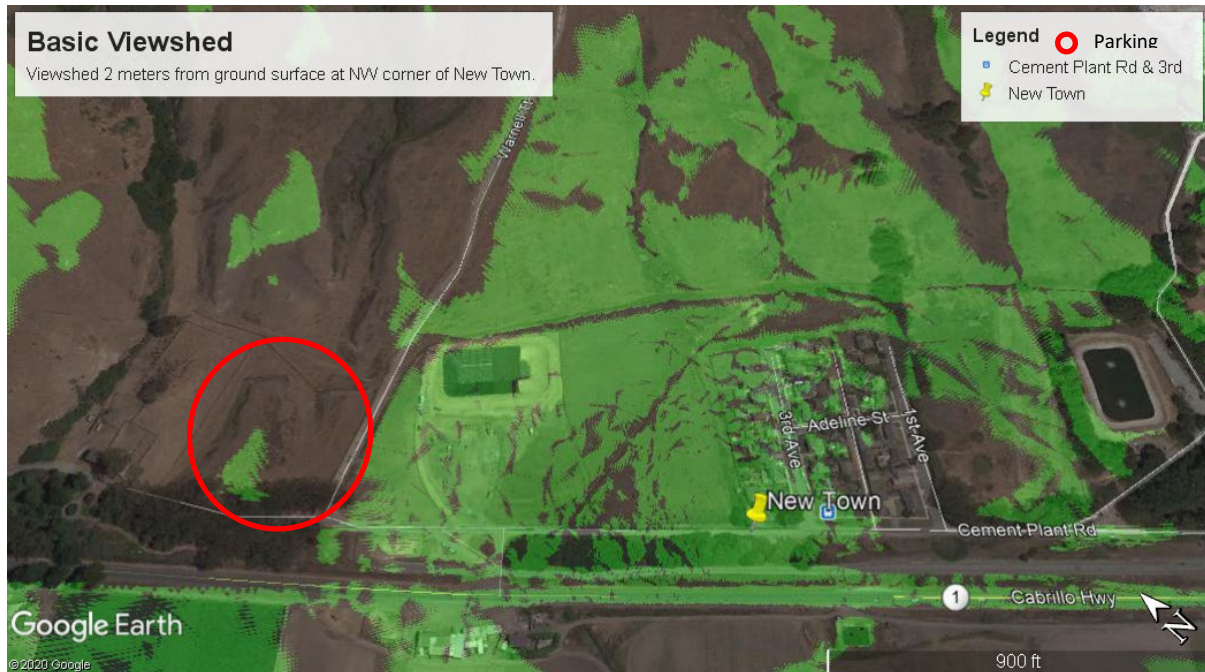 Basic Viewshed
Viewshed 2 meters from ground surface at NW corner of New Town.
Legend
Parking
Cement Plant Rd & 3rd
New Town
Warnell Tr
3rd Ave
Adeline St
1st Ave
New Town
Cement Plant Rd
1
Cabrillo Hwy
N
Google Earth
©2020 Google
900 ft